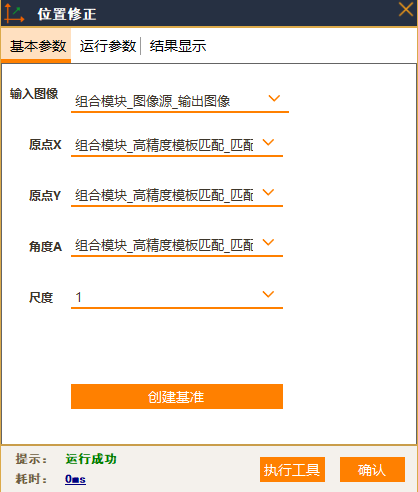 位置修正
基本参数 运行参数 结果显示
输入图像 组合模块_图像源_输出图像
原点X 组合模块_高精度模板匹配_匹配
原点Y 组合模块_高精度模板匹配_匹配
角度A 组合模块_高精度模板匹配_匹配
尺度 1
创建基准
提示： 运行成功
耗时： 0ms
执行工具 确认